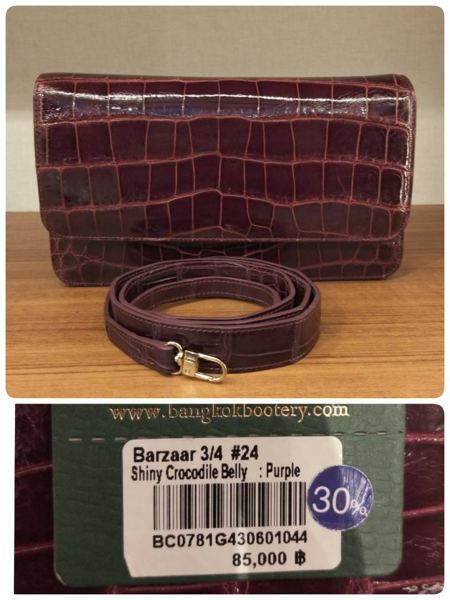 www.bangkokbootery.com
Barzaar 3/4 #24
Shiny Crocodile Belly : Purple
30%
BC0781G430601044
85,000 ฿